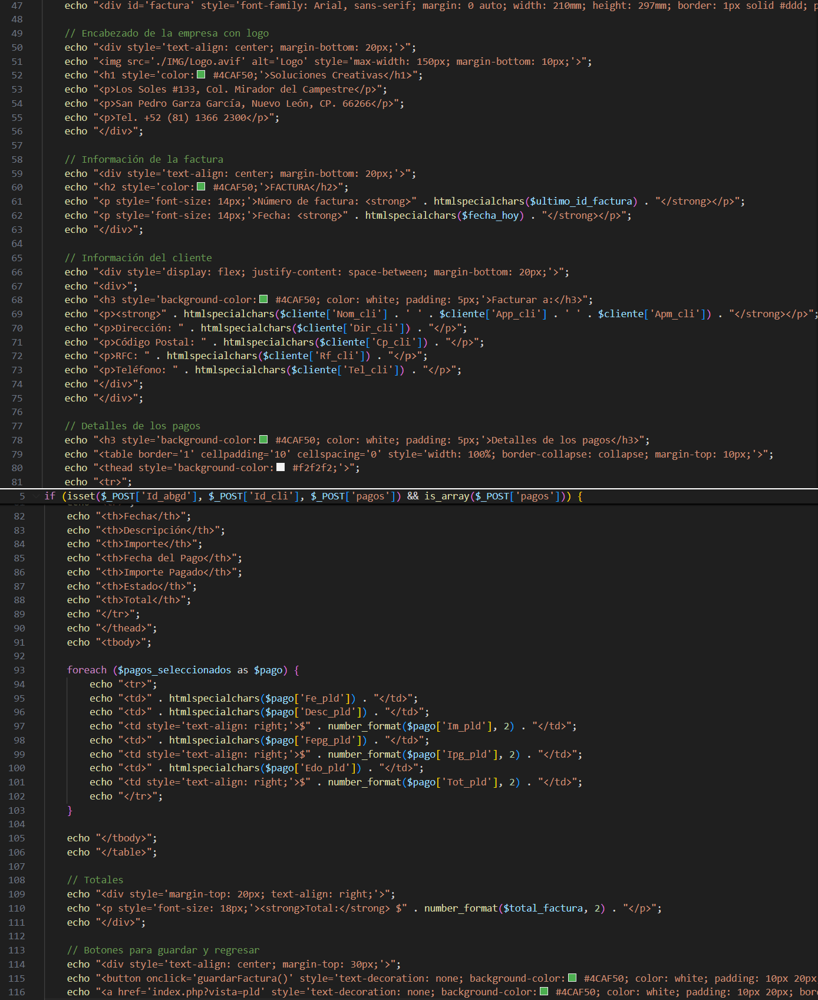 47 echo "<div id='factura' style='font-family: Arial, sans-serif; margin: 0 auto; width: 210mm; height: 297mm; border: 1px solid #ddd; p
48
49 // Encabezado de la empresa con logo
50 echo "<div style='text-align: center; margin-bottom: 20px;'>";
51 echo "<img src='./IMG/Logo.avif' alt='Logo' style='max-width: 150px; margin-bottom: 10px;'>";
52 echo "<h1 style='color: #4CAF50;'>Soluciones Creativas</h1>";
53 echo "<p>Los Soles #133, Col. Mirador del Campestre</p>";
54 echo "<p>San Pedro Garza García, Nuevo León, CP. 66266</p>";
55 echo "<p>Tel. +52 (81) 1366 2300</p>";
56 echo "</div>";
57
58 // Información de la factura
59 echo "<div style='text-align: center; margin-bottom: 20px;'>";
60 echo "<h2 style='color: #4CAF50;'>FACTURA</h2>";
61 echo "<p style='font-size: 14px;'>Número de factura: <strong>" . htmlspecialchars($ultimo_id_factura) . "</strong></p>";
62 echo "<p style='font-size: 14px;'>Fecha: <strong>" . htmlspecialchars($fecha_hoy) . "</strong></p>";
63 echo "</div>";
64
65 // Información del cliente
66 echo "<div style='display: flex; justify-content: space-between; margin-bottom: 20px;'>";
67 echo "<div>";
68 echo "<h3 style='background-color: #4CAF50; color: white; padding: 5px;'>Facturar a:</h3>";
69 echo "<p><strong>" . htmlspecialchars($cliente['Nom_cli'] . ' ' . $cliente['App_cli'] . ' ' . $cliente['Apm_cli']) . "</strong></p>";
70 echo "<p>Dirección: " . htmlspecialchars($cliente['Dir_cli']) . "</p>";
71 echo "<p>Código Postal: " . htmlspecialchars($cliente['Cp_cli']) . "</p>";
72 echo "<p>RFC: " . htmlspecialchars($cliente['Rf_cli']) . "</p>";
73 echo "<p>Teléfono: " . htmlspecialchars($cliente['Tel_cli']) . "</p>";
74 echo "</div>";
75 echo "</div>";
76
77 // Detalles de los pagos
78 echo "<h3 style='background-color: #4CAF50; color: white; padding: 5px;'>Detalles de los pagos</h3>";
79 echo "<table border='1' cellpadding='10' cellspacing='0' style='width: 100%; border-collapse: collapse; margin-top: 10px;'>";
80 echo "<thead style='background-color: #f2f2f2;'>";
81 echo "<tr>";
5 if (isset($_POST['Id_abgd'], $_POST['Id_cli'], $_POST['pagos']) && is_array($_POST['pagos'])) {
82 echo "<th>Fecha</th>";
83 echo "<th>Descripción</th>";
84 echo "<th>Importe</th>";
85 echo "<th>Fecha del Pago</th>";
86 echo "<th>Importe Pagado</th>";
87 echo "<th>Estado</th>";
88 echo "<th>Total</th>";
89 echo "</tr>";
90 echo "</thead>";
91 echo "<tbody>";
92
93 foreach ($pagos_seleccionados as $pago) {
94 echo "<tr>";
95 echo "<td>" . htmlspecialchars($pago['Fe_pld']) . "</td>";
96 echo "<td>" . htmlspecialchars($pago['Desc_pld']) . "</td>";
97 echo "<td style='text-align: right;'>$" . number_format($pago['Im_pld'], 2) . "</td>";
98 echo "<td>" . htmlspecialchars($pago['Fepg_pld']) . "</td>";
99 echo "<td style='text-align: right;'>$" . number_format($pago['Ipg_pld'], 2) . "</td>";
100 echo "<td>" . htmlspecialchars($pago['Edo_pld']) . "</td>";
101 echo "<td style='text-align: right;'>$" . number_format($pago['Tot_pld'], 2) . "</td>";
102 echo "</tr>";
103 }
104
105 echo "</tbody>";
106 echo "</table>";
107
108 // Totales
109 echo "<div style='margin-top: 20px; text-align: right;'>";
110 echo "<p style='font-size: 18px;'><strong>Total:</strong> $" . number_format($total_factura, 2) . "</p>";
111 echo "</div>";
112
113 // Botones para guardar y regresar
114 echo "<div style='text-align: center; margin-top: 30px;'>";
115 echo "<button onclick='guardarFactura()' style='text-decoration: none; background-color: #4CAF50; color: white; padding: 10px 20px;
116 echo "<a href='index.php?vista=pld' style='text-decoration: none; background-color: #4CAF50; color: white; padding: 10px 20px; bor